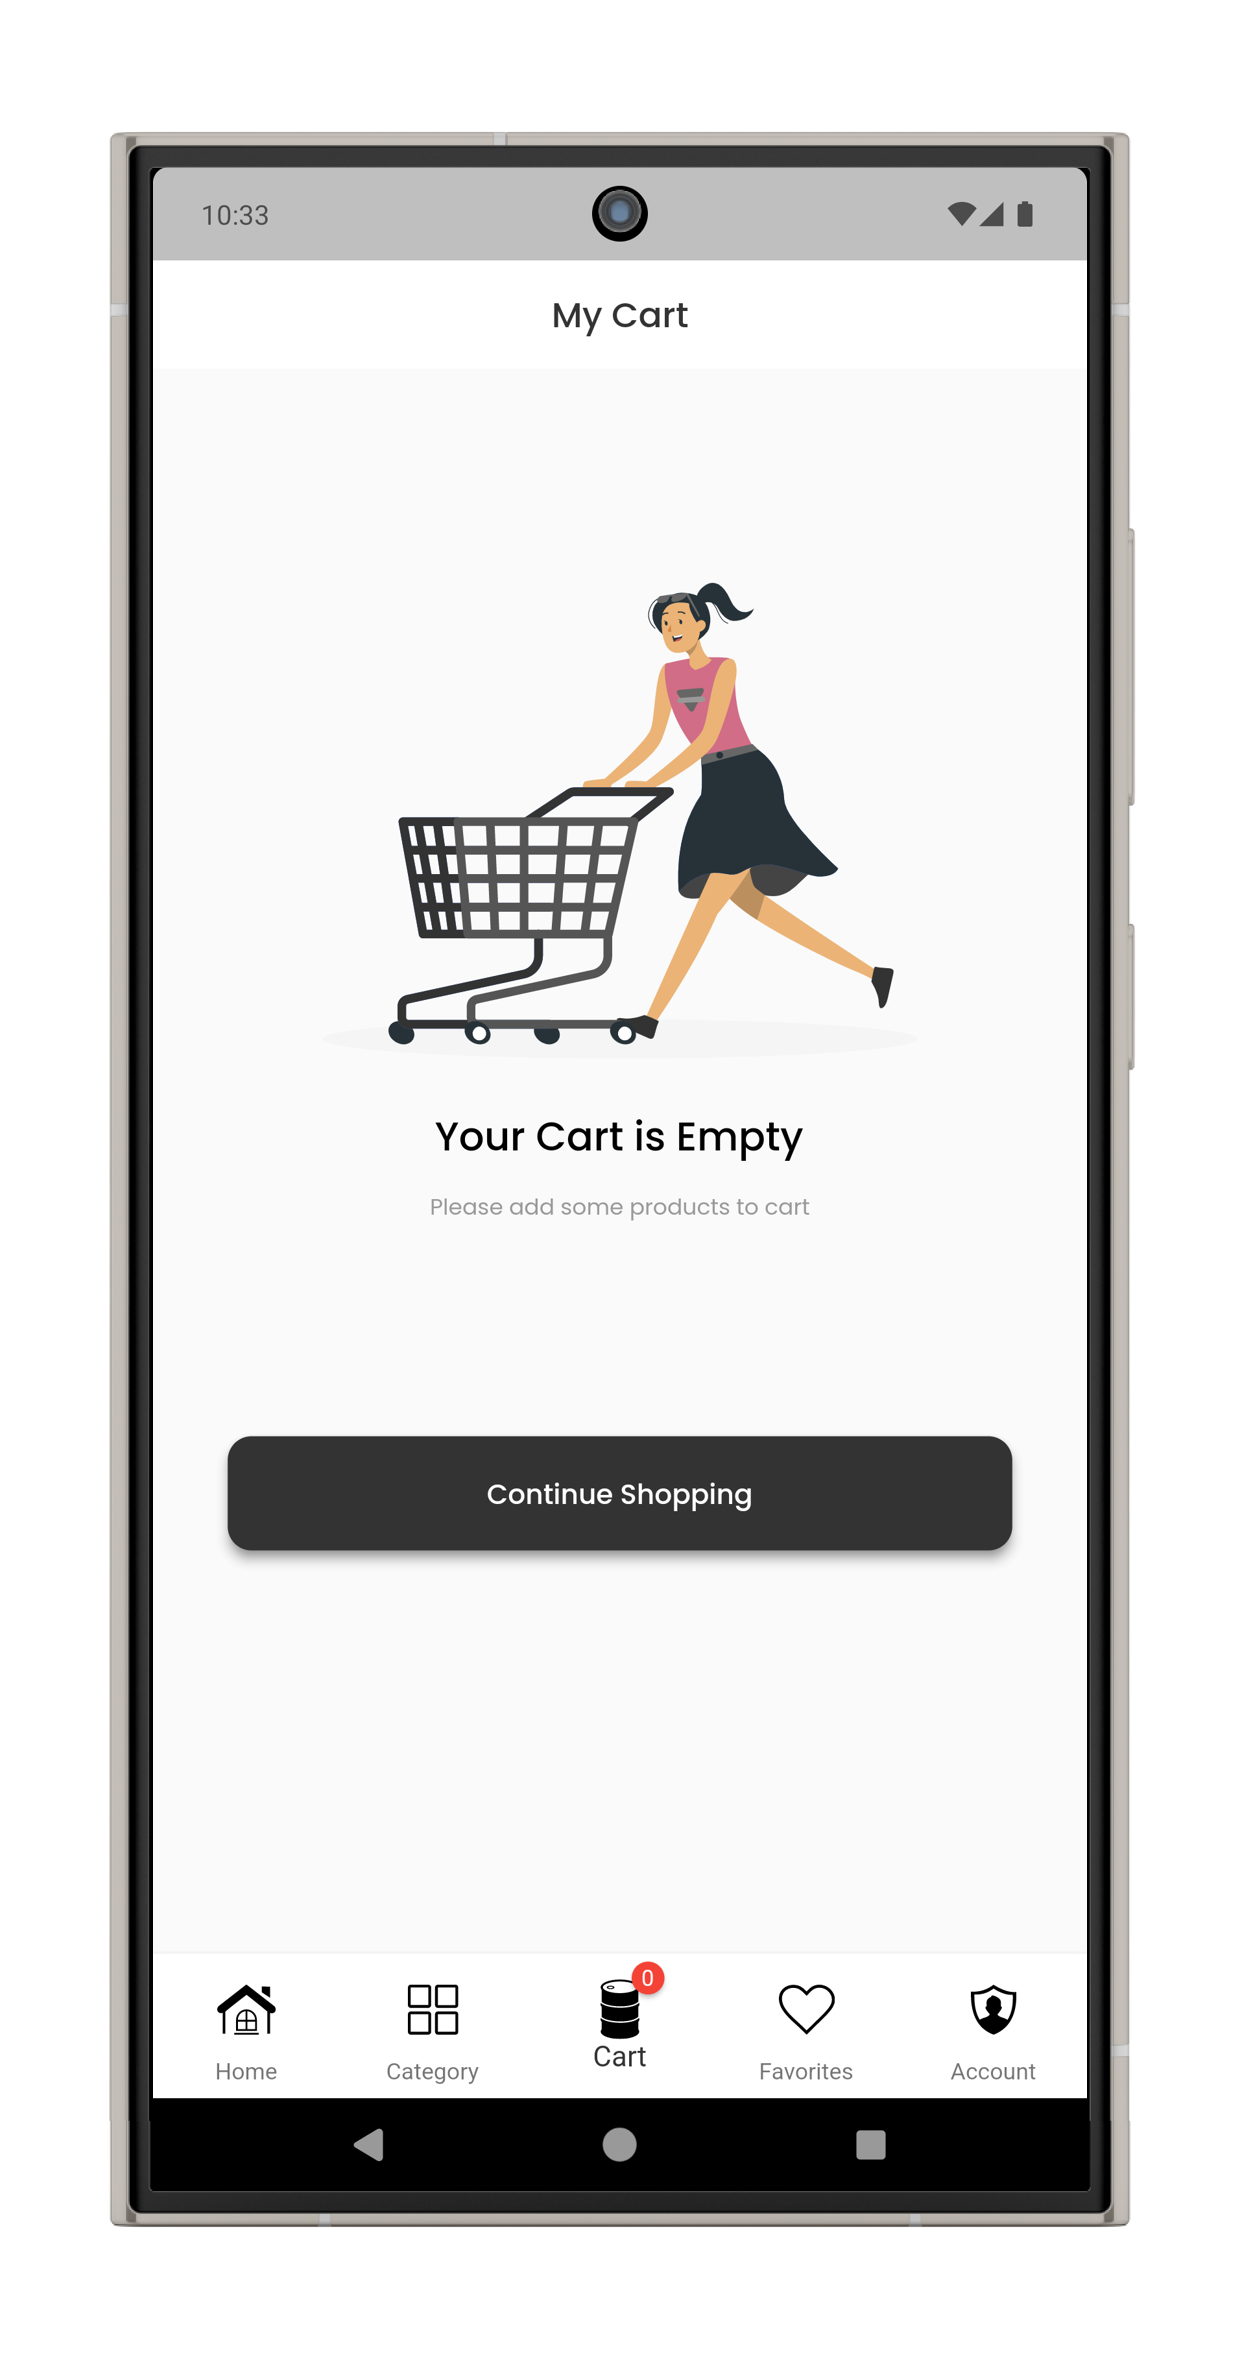 10:33
My Cart
Your Cart is Empty
Please add some products to cart
Continue Shopping
0
Home
Category
Cart
Favorites
Account